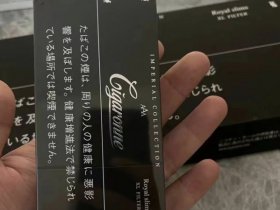 たばこの煙は、周りの人の健康に悪影
響を及ぼします。健康増進法で禁じられ
ている場所では喫煙できません。
Cigaronne
IMPERIAL COLLECTION
Royal slims
XL FILTER
Royal slims
XL FILTER